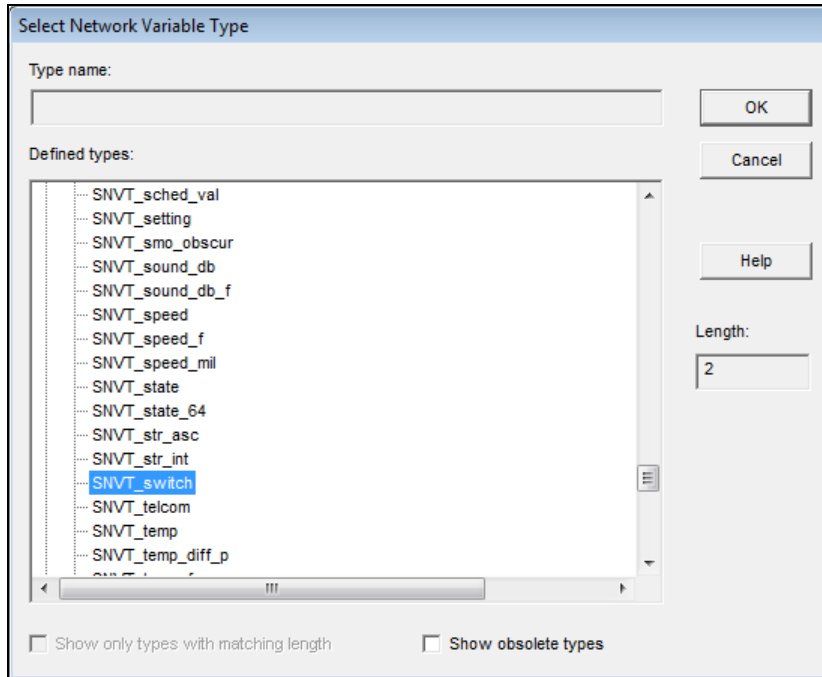 Select Network Variable Type
Type name:
OK
Defined types:
Cancel
SNVT_sched_val
SNVT_setting
SNVT_smo_obscur
SNVT_sound_db
Help
SNVT_sound_db_f
SNVT_speed
SNVT_speed_f
Length:
SNVT_speed_mil
2
SNVT_state
SNVT_state_64
SNVT_str_asc
SNVT_str_int
SNVT_switch
SNVT_telcom
SNVT_temp
SNVT_temp_diff_p
Show only types with matching length
Show obsolete types